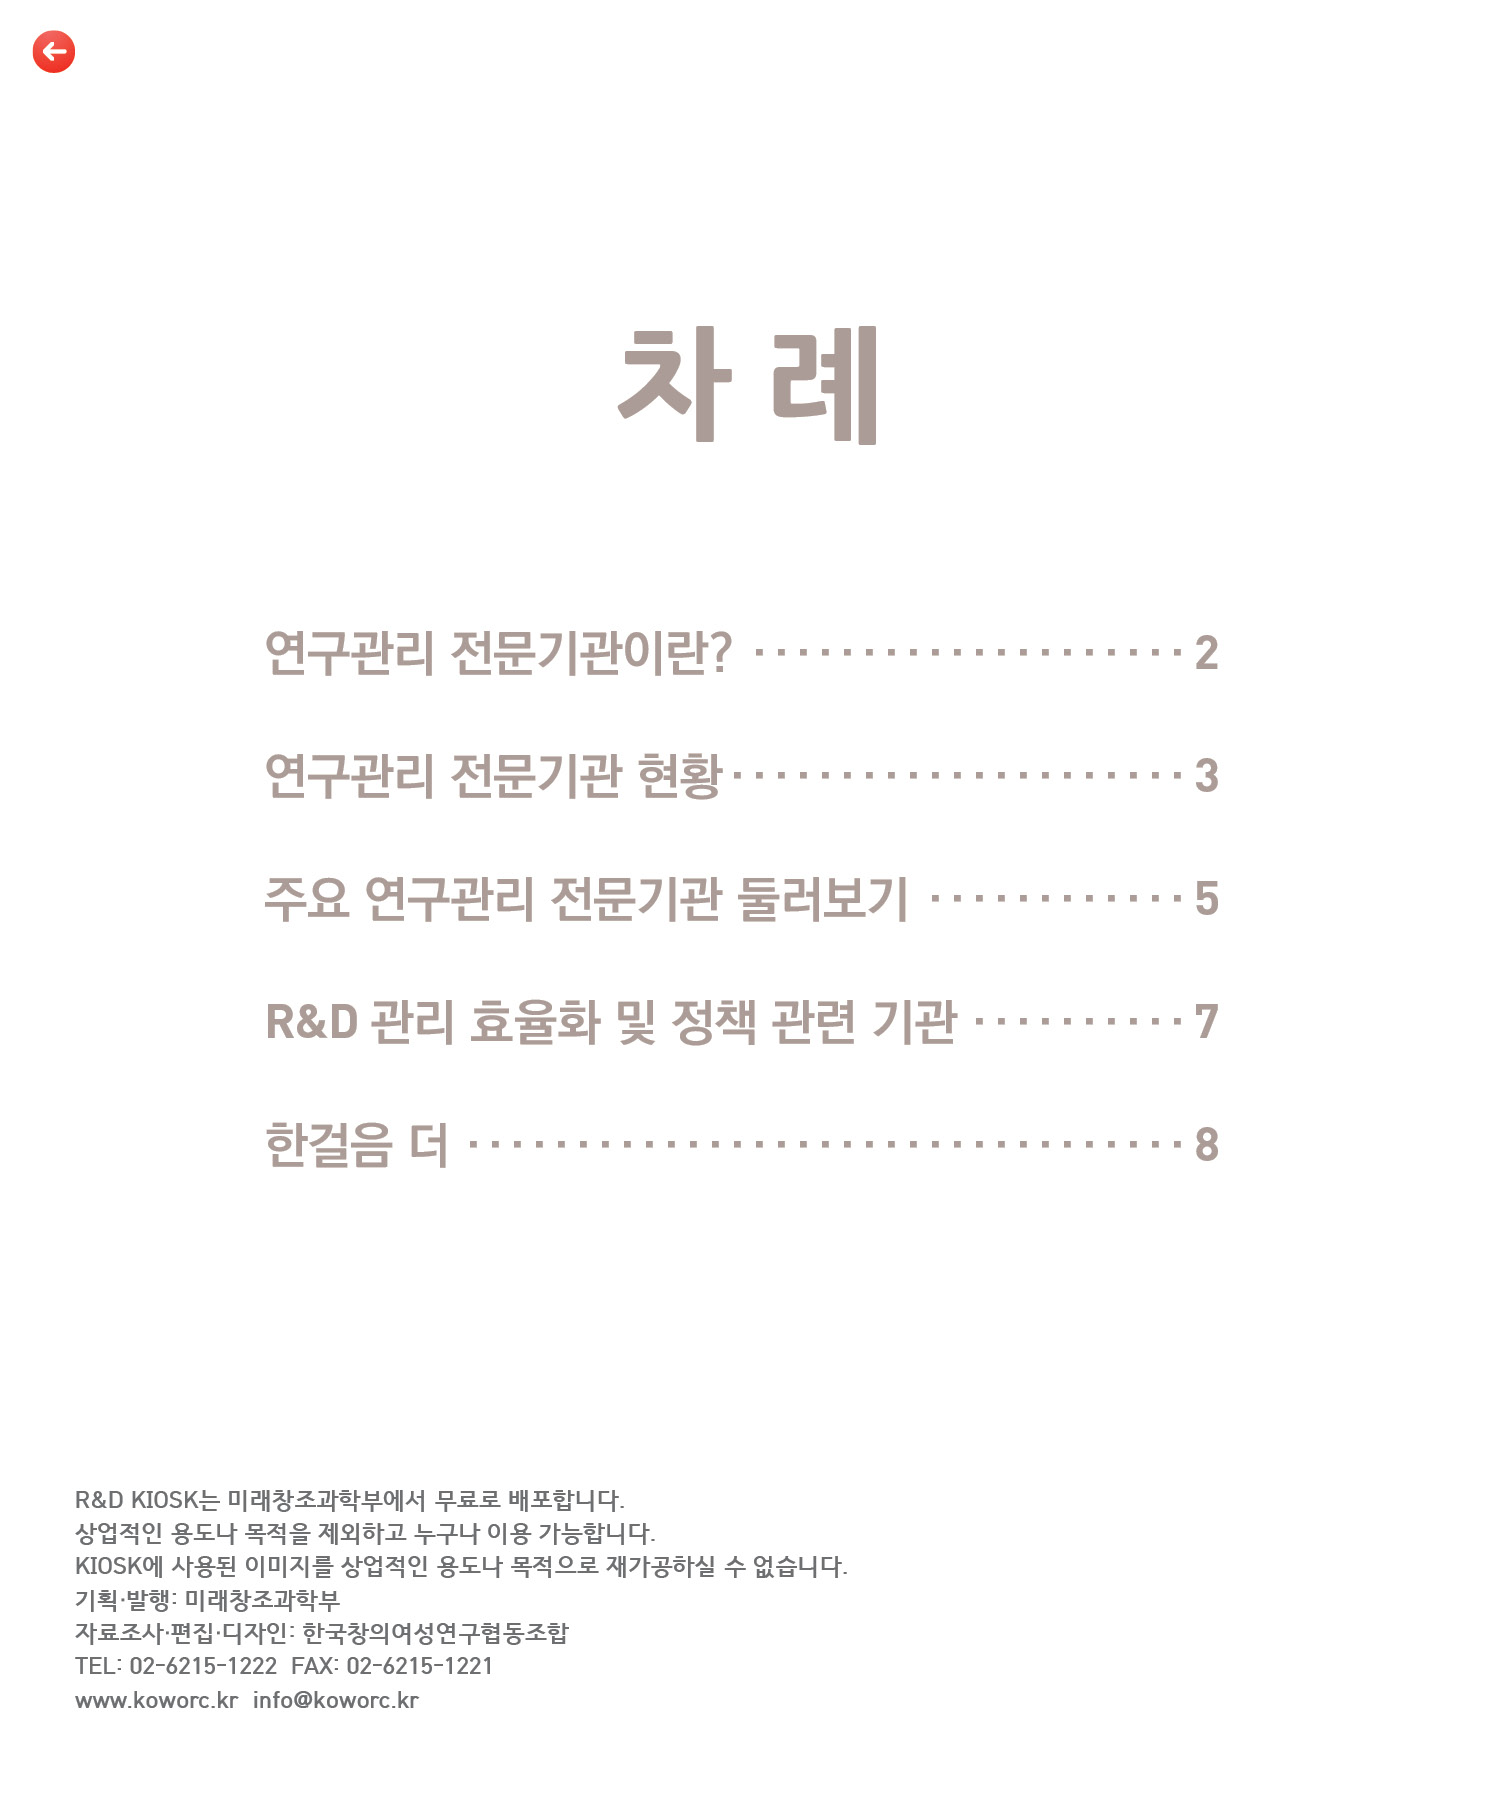 차 례
연구관리 전문기관이란? · · · · · · · · · · · · · · · · · · · · 2
연구관리 전문기관 현황 · · · · · · · · · · · · · · · · · · · · · 3
주요 연구관리 전문기관 둘러보기 · · · · · · · · · · · · 5
R&D 관리 효율화 및 정책 관련 기관 · · · · · · · · · · 7
한걸음 더 · · · · · · · · · · · · · · · · · · · · · · · · · · · · · · · · · 8
R&D KIOSK는 미래창조과학부에서 무료로 배포합니다.
상업적인 용도나 목적을 제외하고 누구나 이용 가능합니다.
KIOSK에 사용된 이미지를 상업적인 용도나 목적으로 재가공하실 수 없습니다.
기획·발행: 미래창조과학부
자료조사·편집·디자인: 한국창의여성연구협동조합
TEL: 02-6215-1222  FAX: 02-6215-1221
www.koworc.kr  info@koworc.kr